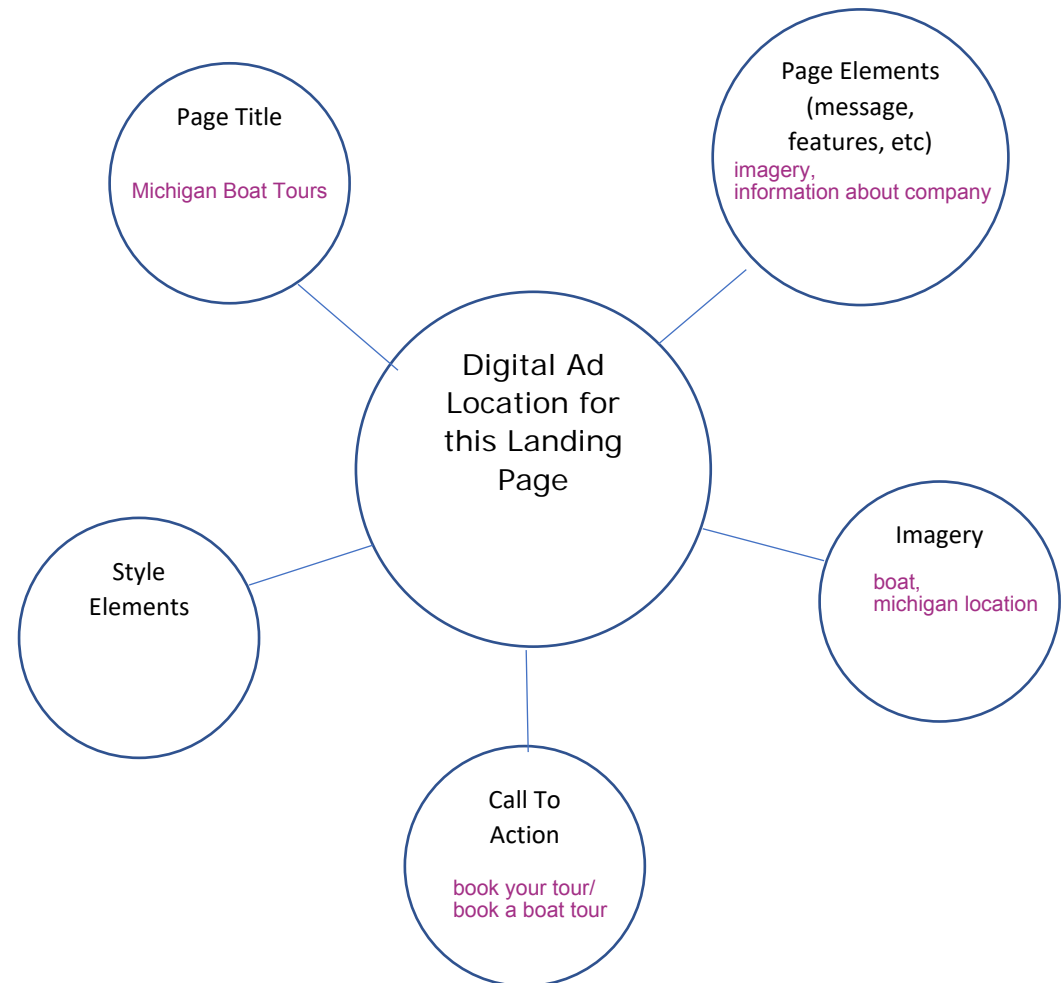 Page Title
Michigan Boat Tours
Page Elements
(message,
features, etc)
imagery,
information about company
Digital Ad
Location for
this Landing
Page
Imagery
boat,
michigan location
Style
Elements
Call To
Action
book your tour/
book a boat tour